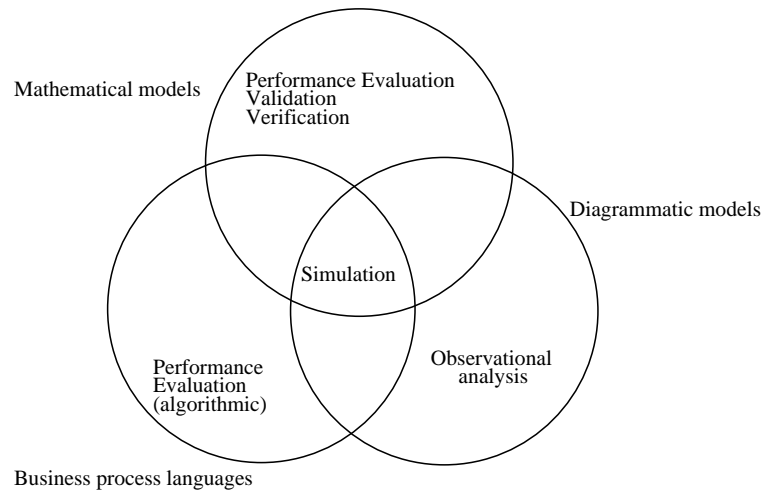 Mathematical models
Performance Evaluation
Validation
Verification
Diagrammatic models
Simulation
Performance
Evaluation
(algorithmic)
Observational
analysis
Business process languages